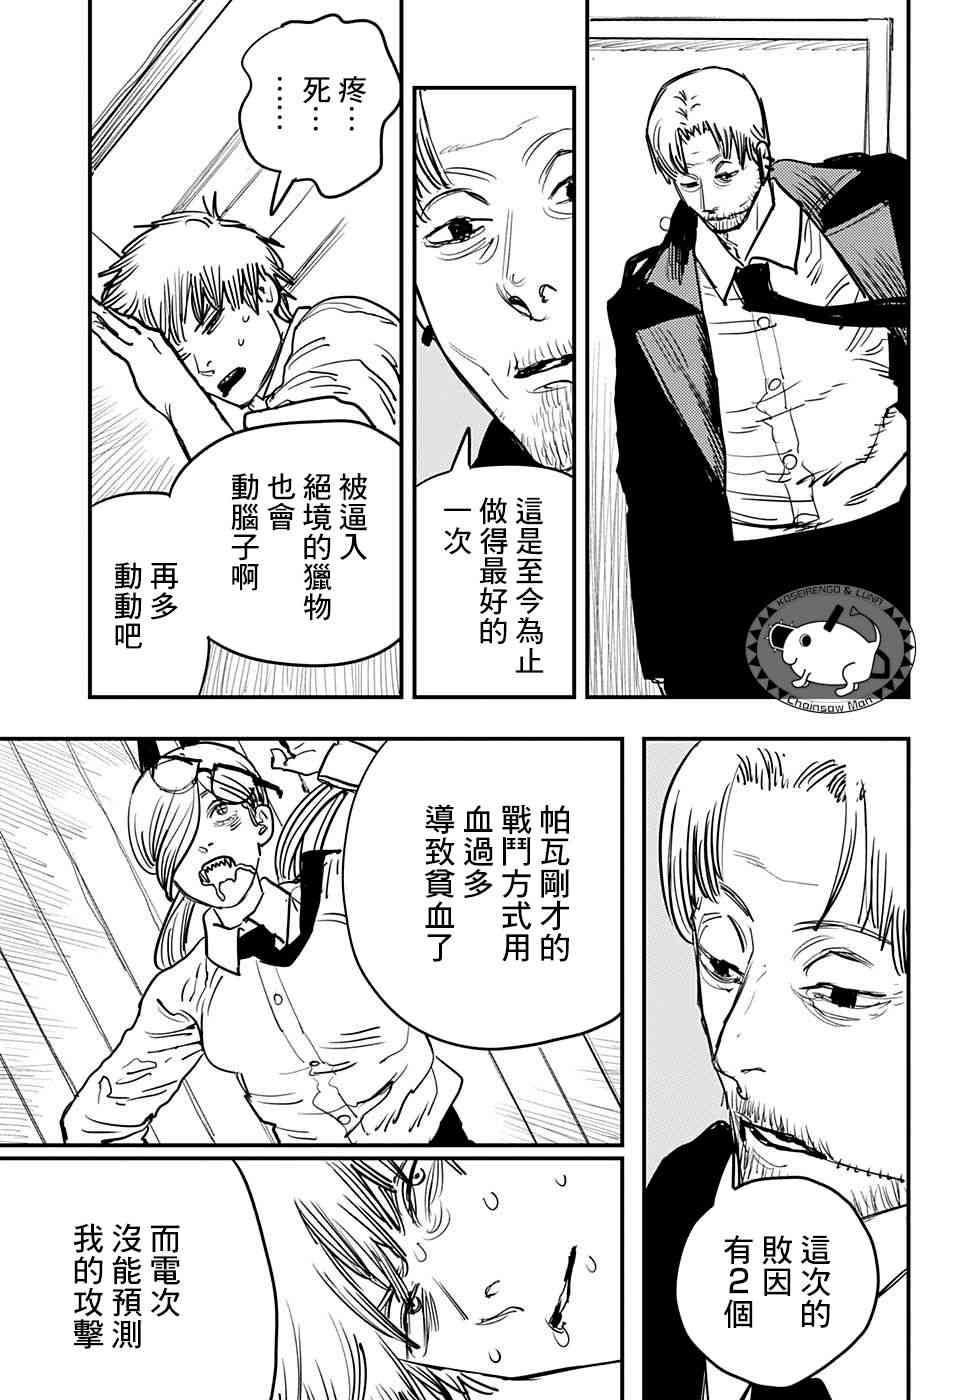 這是至今為止
做得最好的
一次
疼…
死…
……
被逼入
絕境的獵物
也會
動腦子啊
再多
動動吧
KOSEIRENGO & LUNA
Chainsaw Man
這次的
敗因
有2個
帕瓦剛才的
戰鬥方式用
血過多
導致貧血了
而電次
沒能預測
我的攻擊